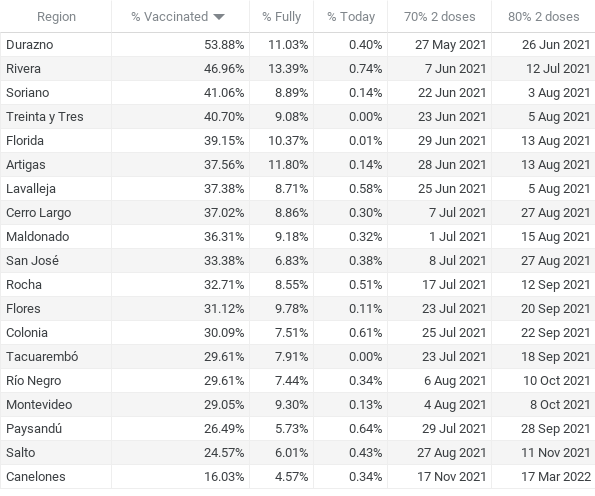 Region % Vaccinated % Fully % Today 70% 2 doses 80% 2 doses
Durazno 53.88% 11.03% 0.40% 27 May 2021 26 Jun 2021
Rivera 46.96% 13.39% 0.74% 7 Jun 2021 12 Jul 2021
Soriano 41.06% 8.89% 0.14% 22 Jun 2021 3 Aug 2021
Treinta y Tres 40.70% 9.08% 0.00% 23 Jun 2021 5 Aug 2021
Florida 39.15% 10.37% 0.01% 29 Jun 2021 13 Aug 2021
Artigas 37.56% 11.80% 0.14% 28 Jun 2021 13 Aug 2021
Lavalleja 37.38% 8.71% 0.58% 25 Jun 2021 5 Aug 2021
Cerro Largo 37.02% 8.86% 0.30% 7 Jul 2021 27 Aug 2021
Maldonado 36.31% 9.18% 0.32% 1 Jul 2021 15 Aug 2021
San José 33.38% 6.83% 0.38% 8 Jul 2021 27 Aug 2021
Rocha 32.71% 8.55% 0.51% 17 Jul 2021 12 Sep 2021
Flores 31.12% 9.78% 0.11% 23 Jul 2021 20 Sep 2021
Colonia 30.09% 7.51% 0.61% 25 Jul 2021 22 Sep 2021
Tacuarembó 29.61% 7.91% 0.00% 23 Jul 2021 18 Sep 2021
Río Negro 29.61% 7.44% 0.34% 6 Aug 2021 10 Oct 2021
Montevideo 29.05% 9.30% 0.13% 4 Aug 2021 8 Oct 2021
Paysandú 26.49% 5.73% 0.64% 29 Jul 2021 28 Sep 2021
Salto 24.57% 6.01% 0.43% 27 Aug 2021 11 Nov 2021
Canelones 16.03% 4.57% 0.34% 17 Nov 2021 17 Mar 2022